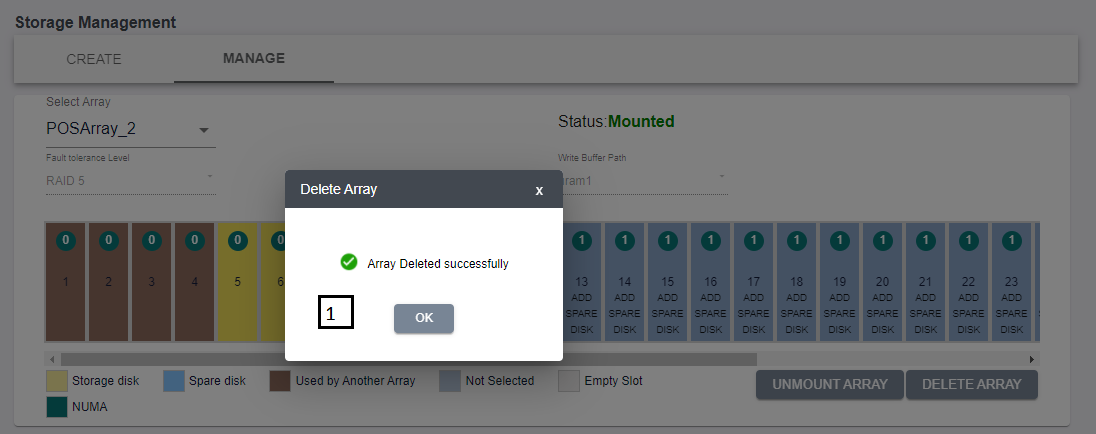 Storage Management
CREATE MANAGE
Select Array
POSArray_2
Status:Mounted
Fault tolerance Level
Write Buffer Path
RAID 5
ram1
Delete Array x
0 0 0 0 0 0 1 1 1 1 1 1 1 1 1 1 1
1 2 3 4 5 6 13 14 15 16 17 18 19 20 21 22 23
ADD ADD ADD ADD ADD ADD ADD ADD ADD ADD ADD
SPARE SPARE SPARE SPARE SPARE SPARE SPARE SPARE SPARE SPARE SPARE
DISK DISK DISK DISK DISK DISK DISK DISK DISK DISK DISK
Array Deleted successfully
1
OK
Storage disk Spare disk Used by Another Array Not Selected Empty Slot
NUMA
UNMOUNT ARRAY DELETE ARRAY